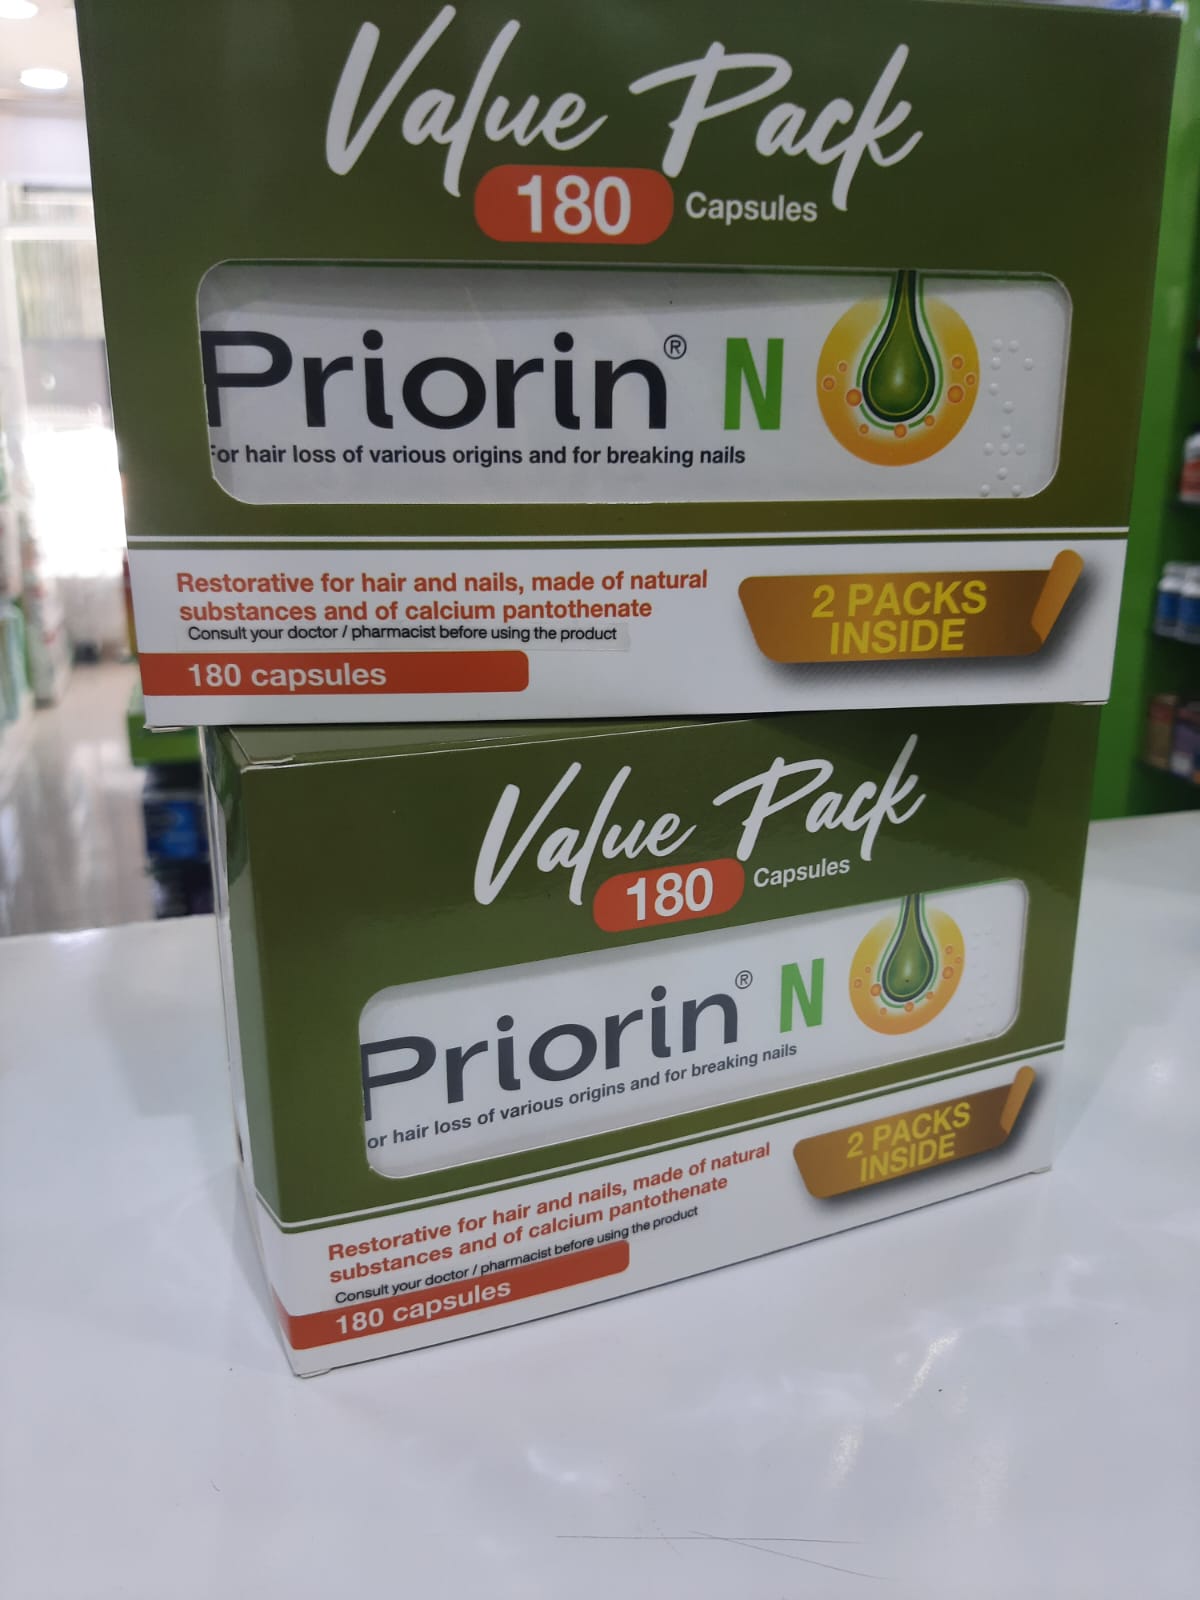 Value Pack
180 Capsules
Priorin® N
For hair loss of various origins and for breaking nails
Restorative for hair and nails, made of natural
substances and of calcium pantothenate
Consult your doctor / pharmacist before using the product
180 capsules
2 PACKS
INSIDE
Value Pack
180 Capsules
Priorin® N
or hair loss of various origins and for breaking nails
Restorative for hair and nails, made of natural
substances and of calcium pantothenate
Consult your doctor / pharmacist before using the product
180 capsules
2 PACKS
INSIDE